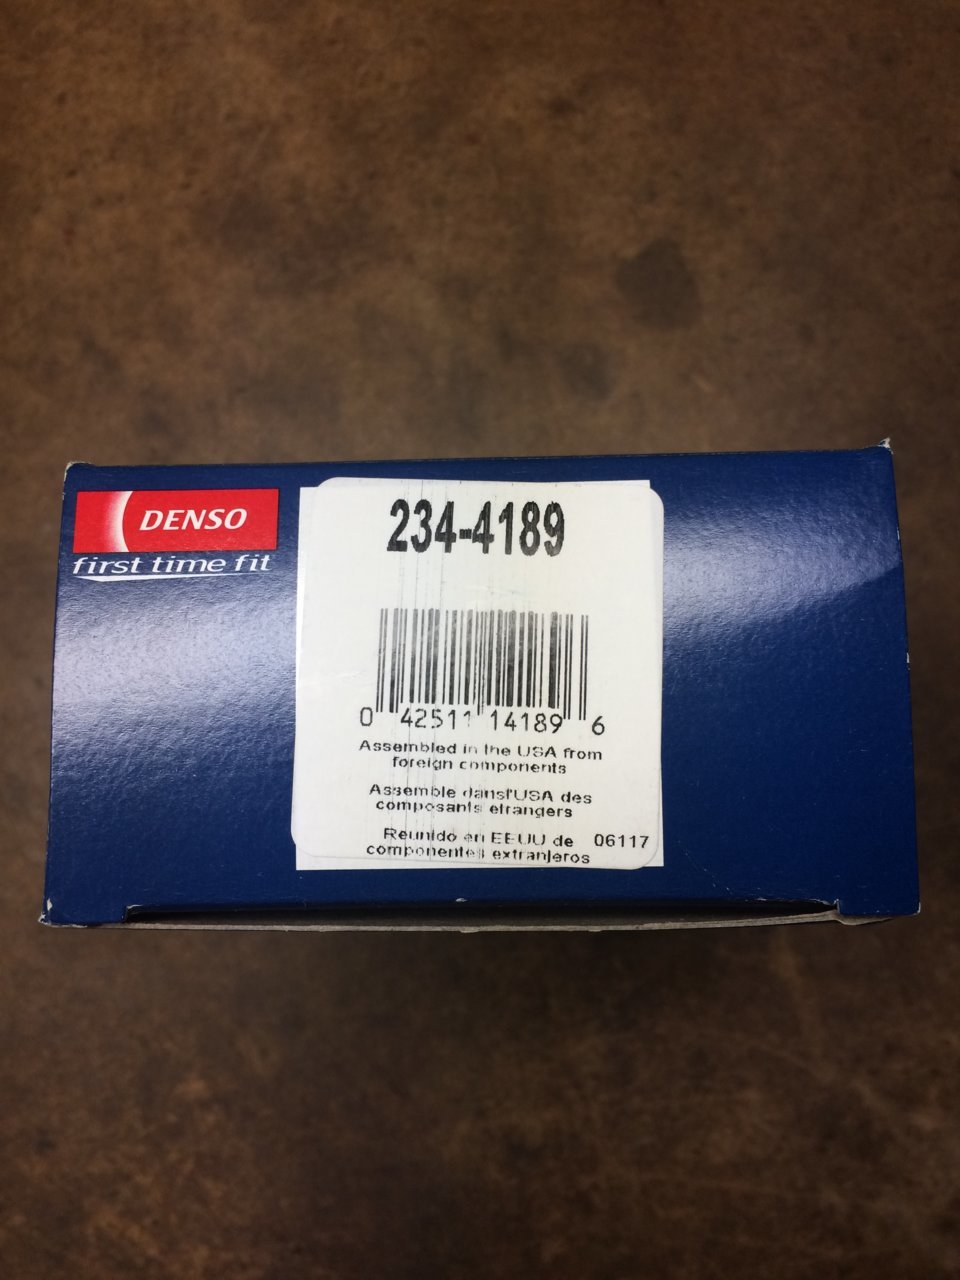 DENSO
first time fit
234-4189
0 42511 14189 6
Assembled in the USA from
foreign components
Assemble dansl'USA des
composants etrangers
Reunido en EEUU de 06117
componentes extranjeros